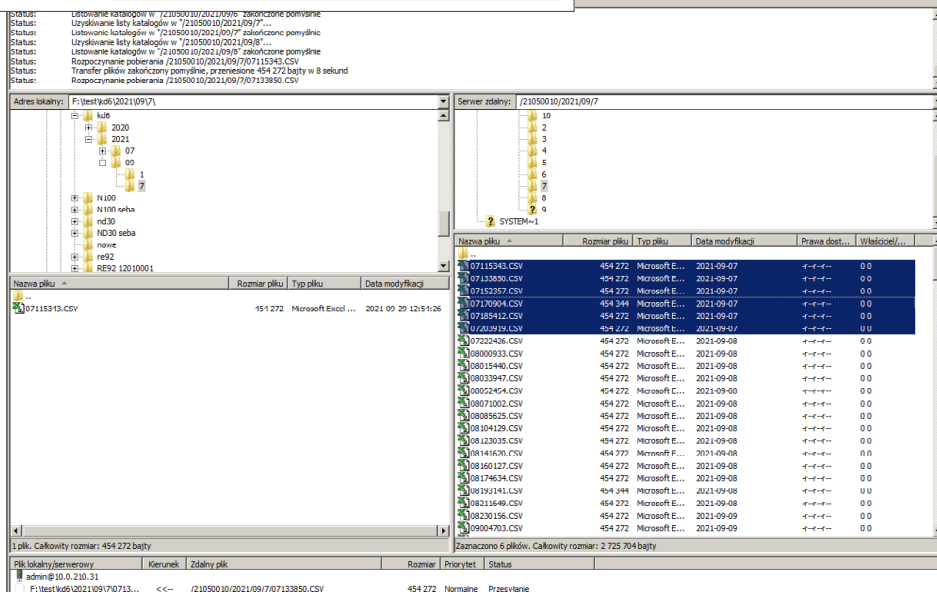 Status: Listowanie katalogów w "/21050010/2021/09/6" zakończone pomyślnie
Status: Uzyskiwanie listy katalogów w "/21050010/2021/09/7"...
Status: Listowanie katalogów w "/21050010/2021/09/7" zakończone pomyślnie
Status: Uzyskiwanie listy katalogów w "/21050010/2021/09/8"...
Status: Listowanie katalogów w "/21050010/2021/09/8" zakończone pomyślnie
Status: Rozpoczynanie pobierania /21050010/2021/09/7/07115343.CSV
Status: Transfer plików zakończony pomyślnie, przeniesione 454 272 bajty w 8 sekund
Status: Rozpoczynanie pobierania /21050010/2021/09/7/07133850.CSV
Adres lokalny: F:\test\kd6\2021\09\7\
kd6
2020
2021
07
09
1
7
N100
N100 seba
nd30
ND30 seba
nowe
re92
RE92 12010001
Nazwa pliku Rozmiar pliku Typ pliku Data modyfikacji
..
07115343.CSV 454 272 Microsoft Excel ... 2021-09-29 12:54:26
1 plik. Całkowity rozmiar: 454 272 bajty
Serwer zdalny: /21050010/2021/09/7
10
2
3
4
5
6
7
8
9
SYSTEM~1
Nazwa pliku Rozmiar pliku Typ pliku Data modyfikacji Prawa dost... Właściciel/...
..
07115343.CSV 454 272 Microsoft E... 2021-09-07 -r--r--r-- 0 0
07133850.CSV 454 272 Microsoft E... 2021-09-07 -r--r--r-- 0 0
07152357.CSV 454 272 Microsoft E... 2021-09-07 -r--r--r-- 0 0
07170904.CSV 454 344 Microsoft E... 2021-09-07 -r--r--r-- 0 0
07185412.CSV 454 272 Microsoft E... 2021-09-07 -r--r--r-- 0 0
07203919.CSV 454 272 Microsoft E... 2021-09-07 -r--r--r-- 0 0
07222426.CSV 454 272 Microsoft E... 2021-09-08 -r--r--r-- 0 0
08000933.CSV 454 272 Microsoft E... 2021-09-08 -r--r--r-- 0 0
08015440.CSV 454 272 Microsoft E... 2021-09-08 -r--r--r-- 0 0
08033947.CSV 454 272 Microsoft E... 2021-09-08 -r--r--r-- 0 0
08052454.CSV 454 272 Microsoft E... 2021-09-08 -r--r--r-- 0 0
08071002.CSV 454 272 Microsoft E... 2021-09-08 -r--r--r-- 0 0
08085625.CSV 454 272 Microsoft E... 2021-09-08 -r--r--r-- 0 0
08104129.CSV 454 272 Microsoft E... 2021-09-08 -r--r--r-- 0 0
08123035.CSV 454 272 Microsoft E... 2021-09-08 -r--r--r-- 0 0
08141620.CSV 454 272 Microsoft E... 2021-09-08 -r--r--r-- 0 0
08160127.CSV 454 272 Microsoft E... 2021-09-08 -r--r--r-- 0 0
08174634.CSV 454 272 Microsoft E... 2021-09-08 -r--r--r-- 0 0
08193141.CSV 454 344 Microsoft E... 2021-09-08 -r--r--r-- 0 0
08211649.CSV 454 272 Microsoft E... 2021-09-08 -r--r--r-- 0 0
08230156.CSV 454 272 Microsoft E... 2021-09-09 -r--r--r-- 0 0
09004703.CSV 454 272 Microsoft E... 2021-09-09 -r--r--r-- 0 0
Zaznaczono 6 plików. Całkowity rozmiar: 2 725 704 bajty
Plik lokalny/serwerowy Kierunek Zdalny plik Rozmiar Priorytet Status
admin@10.0.210.31
F:\test\kd6\2021\09\7\0713... <<-- /21050010/2021/09/7/07133850.CSV 454 272 Normalne Przesyłanie